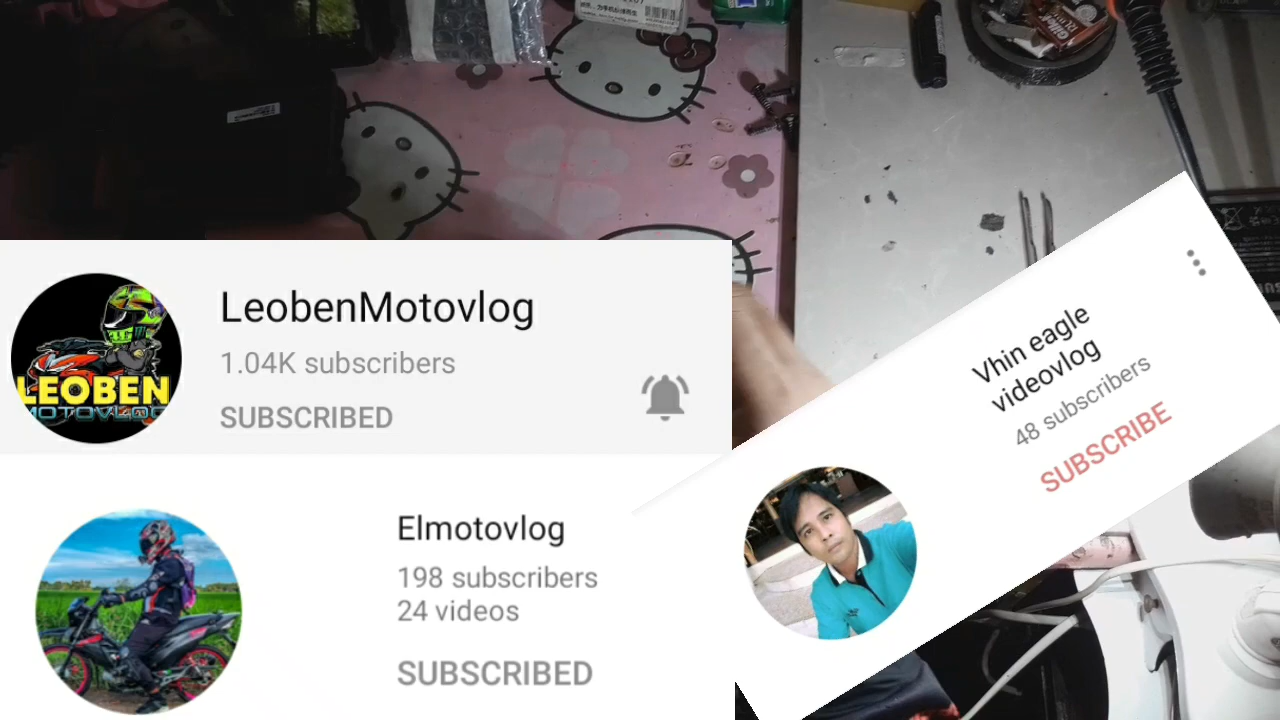 LeobenMotovlog
1.04K subscribers
SUBSCRIBED
LEOBEN
MOTOVLOG
Elmotovlog
198 subscribers
24 videos
SUBSCRIBED
Vhin eagle
videovlog
48 subscribers
SUBSCRIBE